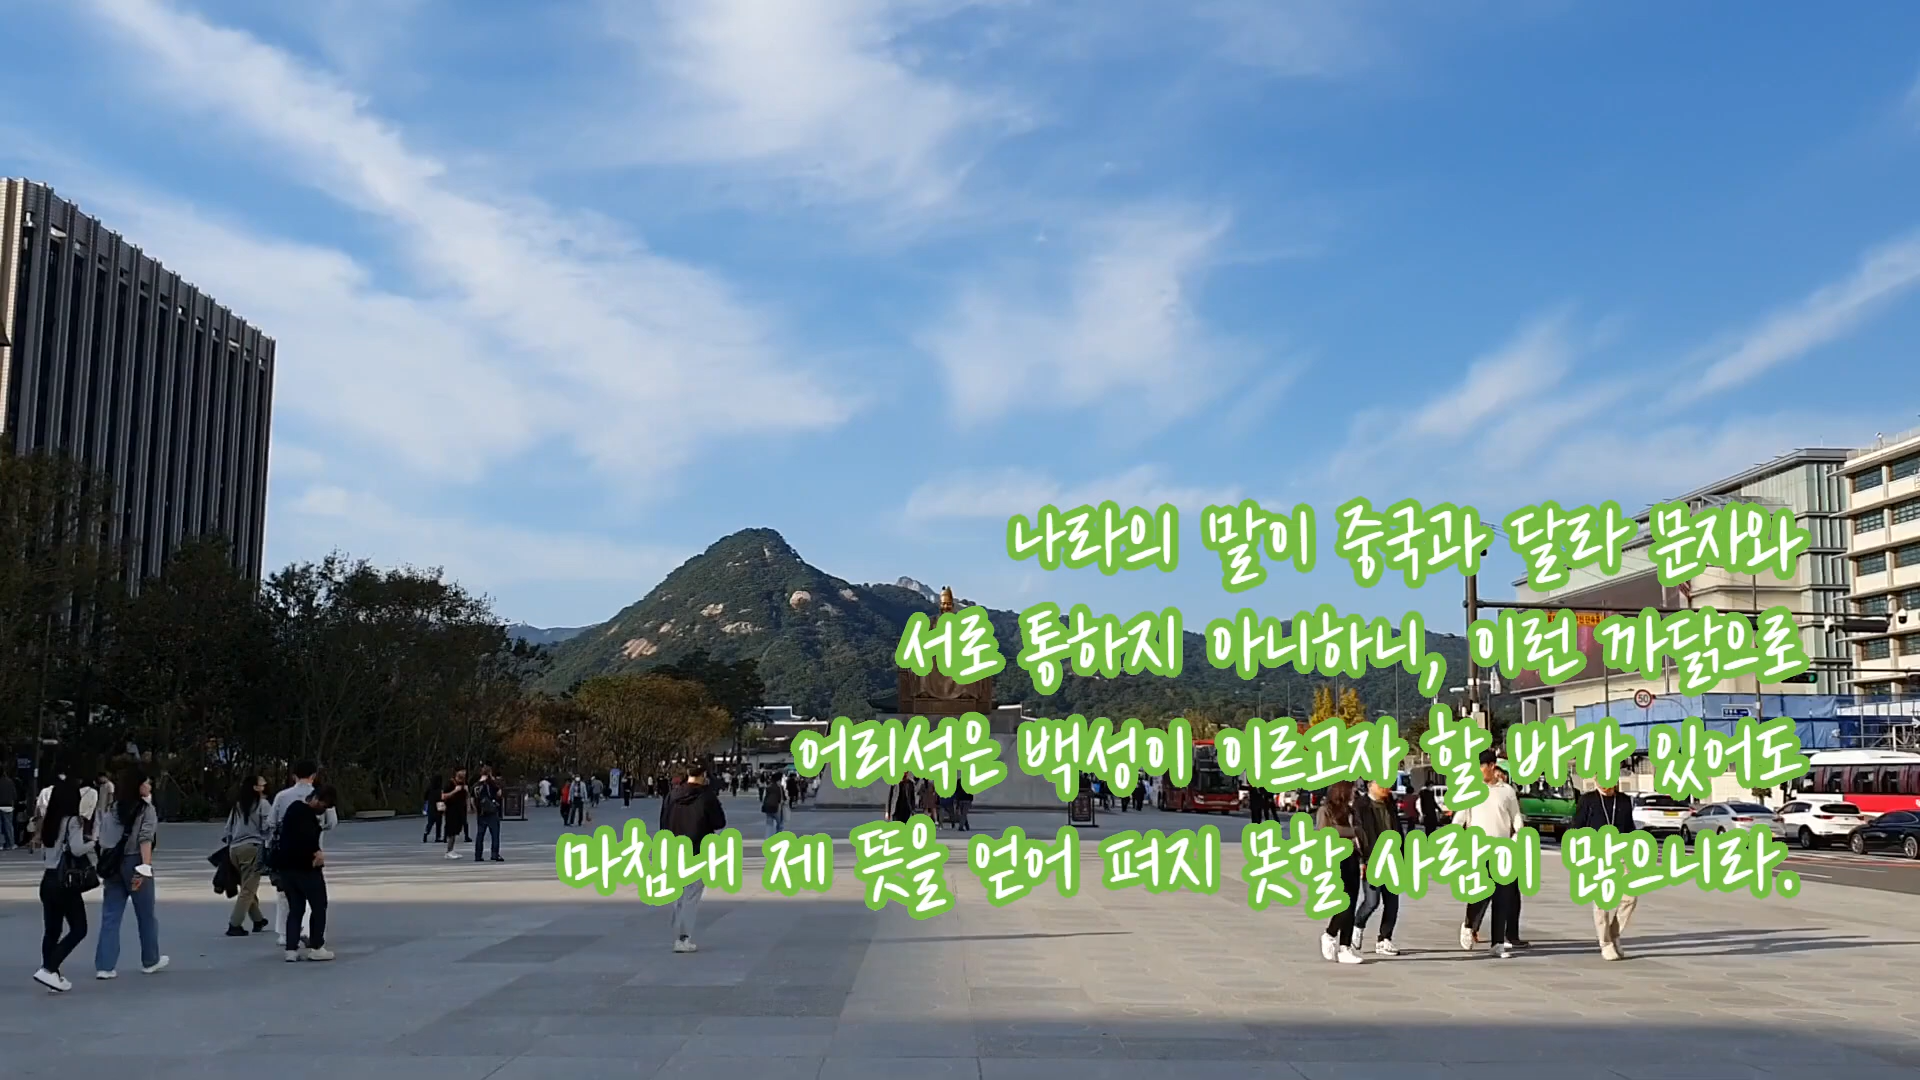 나라의 말이 중국과 달라 문자와
서로 통하지 아니하니, 이런 까닭으로
어리석은 백성이 이르고자 할 바가 있어도
마침내 제 뜻을 얻어 펴지 못할 사람이 많으니라.
50